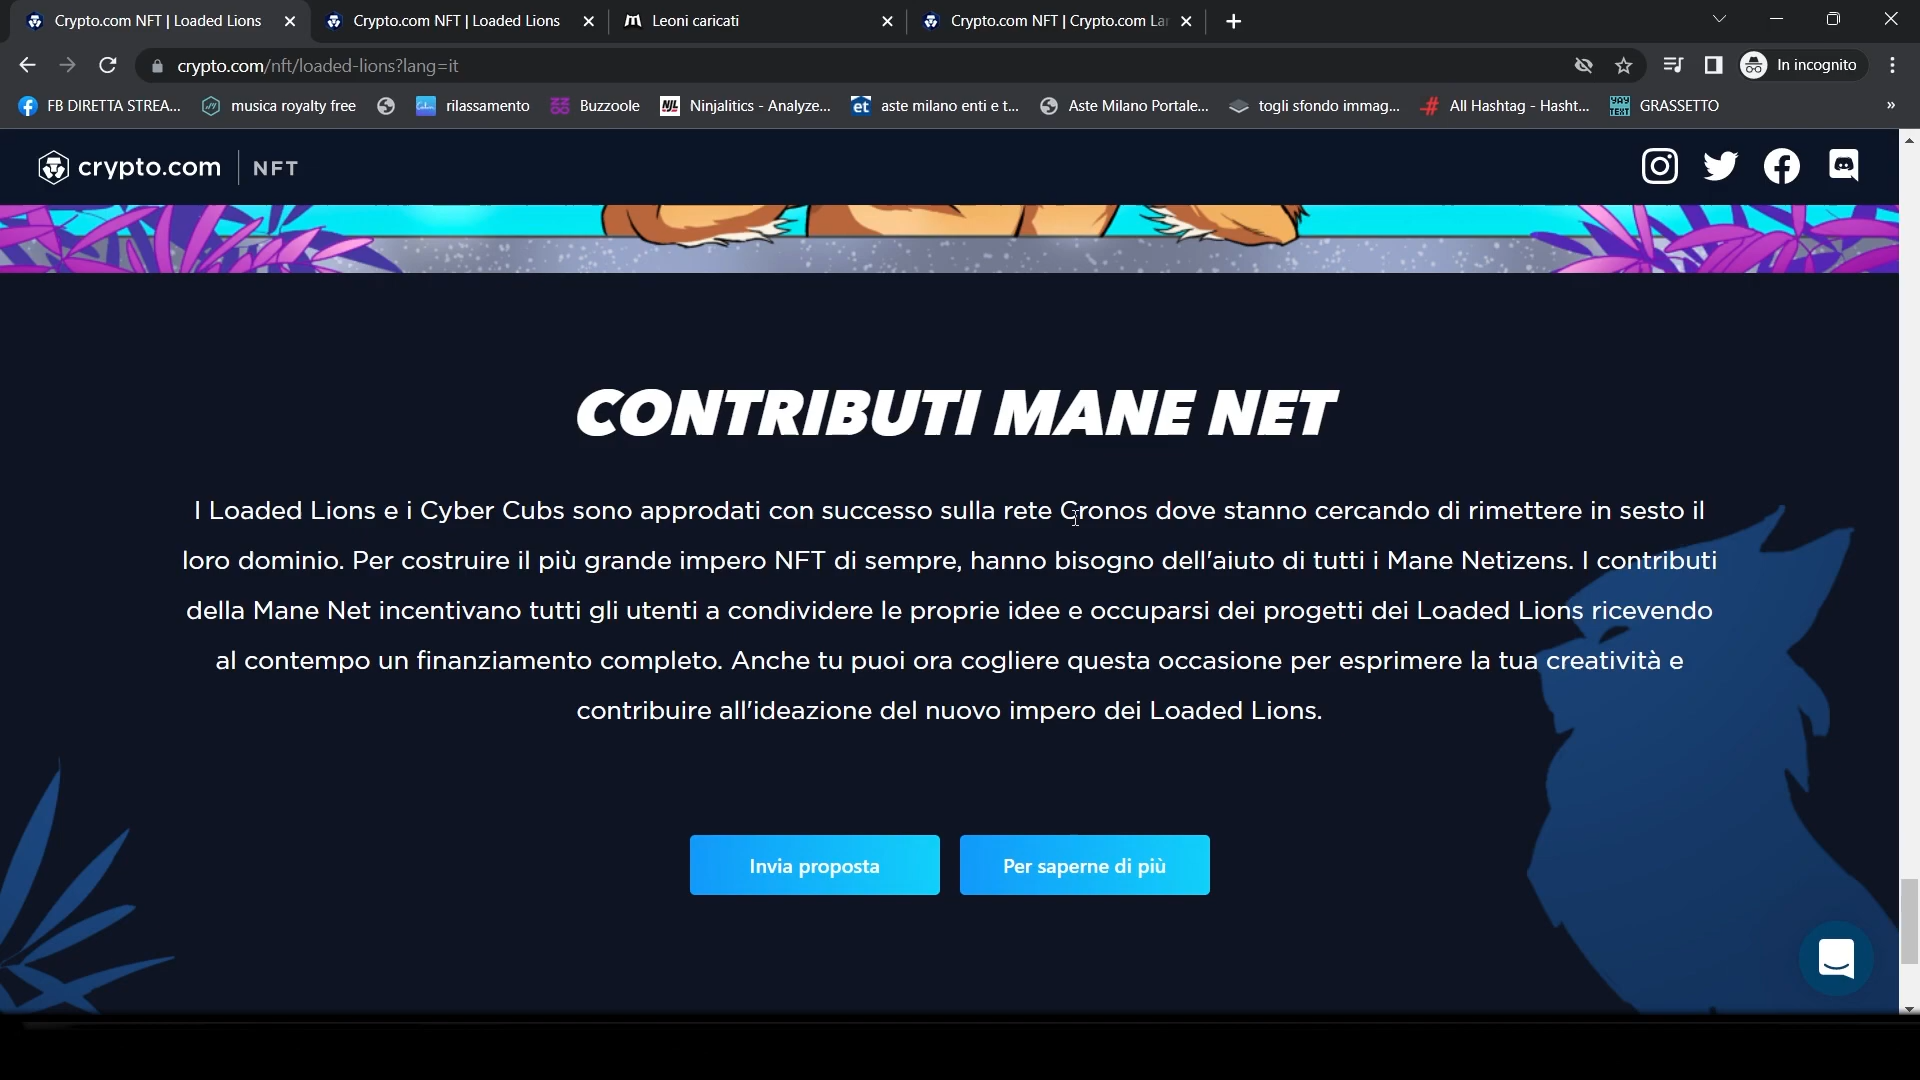 Crypto.com NFT | Loaded Lions
Crypto.com NFT | Loaded Lions
Leoni caricati
Crypto.com NFT | Crypto.com Lar
crypto.com/nft/loaded-lions?lang=it
In incognito
FB DIRETTA STREA...
musica royalty free
rilassamento
Buzzoole
NJL
Ninjalitics - Analyze...
et
aste milano enti e t...
Aste Milano Portale...
togli sfondo immag...
# All Hashtag - Hasht...
YAY TEXT
GRASSETTO
»
crypto.com | NFT
CONTRIBUTI MANE NET
I Loaded Lions e i Cyber Cubs sono approdati con successo sulla rete Cronos dove stanno cercando di rimettere in sesto il
loro dominio. Per costruire il più grande impero NFT di sempre, hanno bisogno dell'aiuto di tutti i Mane Netizens. I contributi
della Mane Net incentivano tutti gli utenti a condividere le proprie idee e occuparsi dei progetti dei Loaded Lions ricevendo
al contempo un finanziamento completo. Anche tu puoi ora cogliere questa occasione per esprimere la tua creatività e
contribuire all'ideazione del nuovo impero dei Loaded Lions.
Invia proposta
Per saperne di più